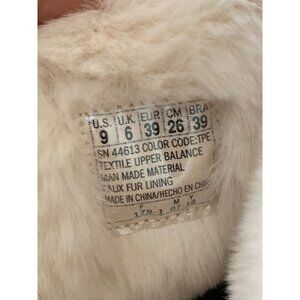 U.S. U.K EUR CM BRA
9 6 39 26 39
SN 44613 COLOR CODE:TPE
TEXTILE UPPER BALANCE
MAN MADE MATERIAL
FAUX FUR LINING
MADE IN CHINA/HECHO EN CHINA
F M Y